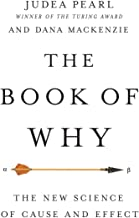 JUDEA PEARL
WINNER OF THE TURING AWARD
AND DANA MACKENZIE
THE
BOOK OF
WHY
THE NEW SCIENCE
OF CAUSE AND EFFECT